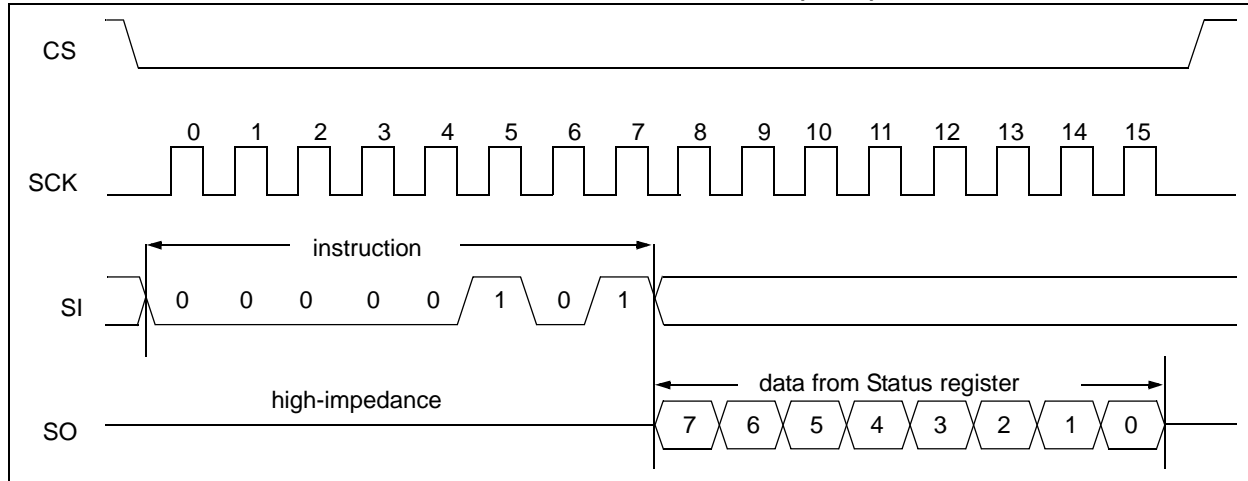 CS
0 1 2 3 4 5 6 7 8 9 10 11 12 13 14 15
SCK
instruction
SI 0 0 0 0 0 1 0 1
data from Status register
high-impedance
SO 7 6 5 4 3 2 1 0